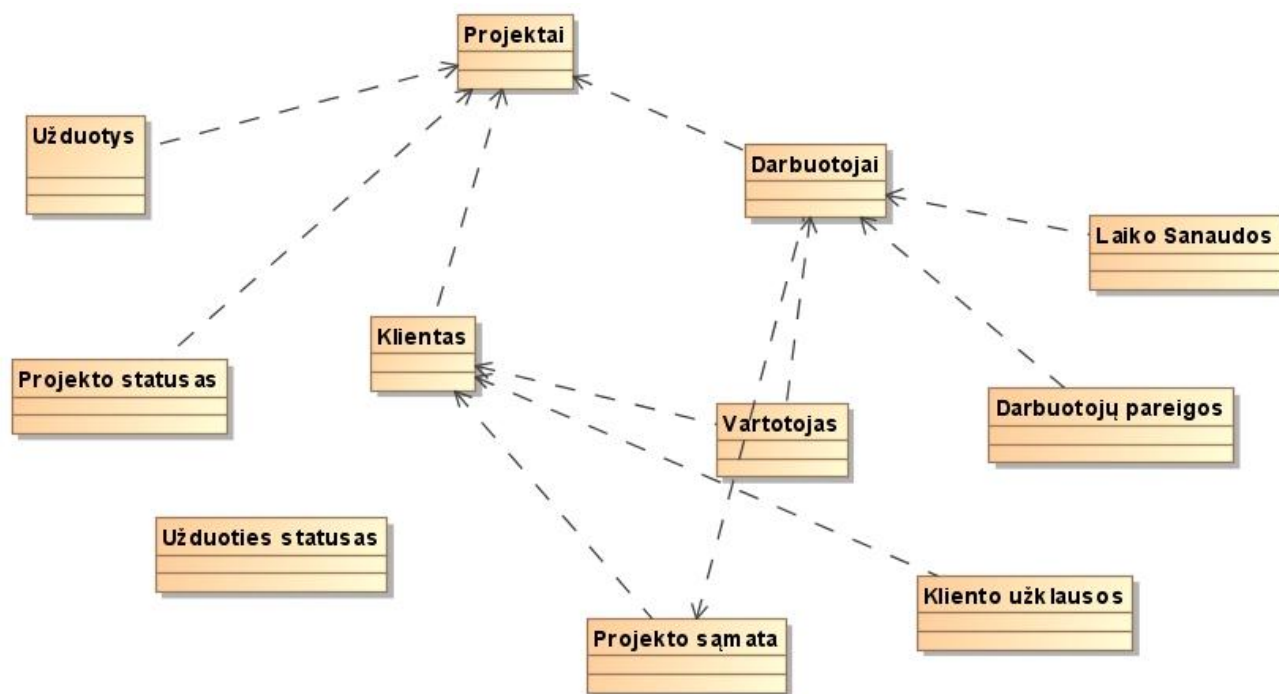 Projektai
Užduotys
Darbuotojai
Laiko Sanaudos
Klientas
Projekto statusas
Vartotojas
Darbuotojų pareigos
Užduoties statusas
Kliento užklausos
Projekto sąmata